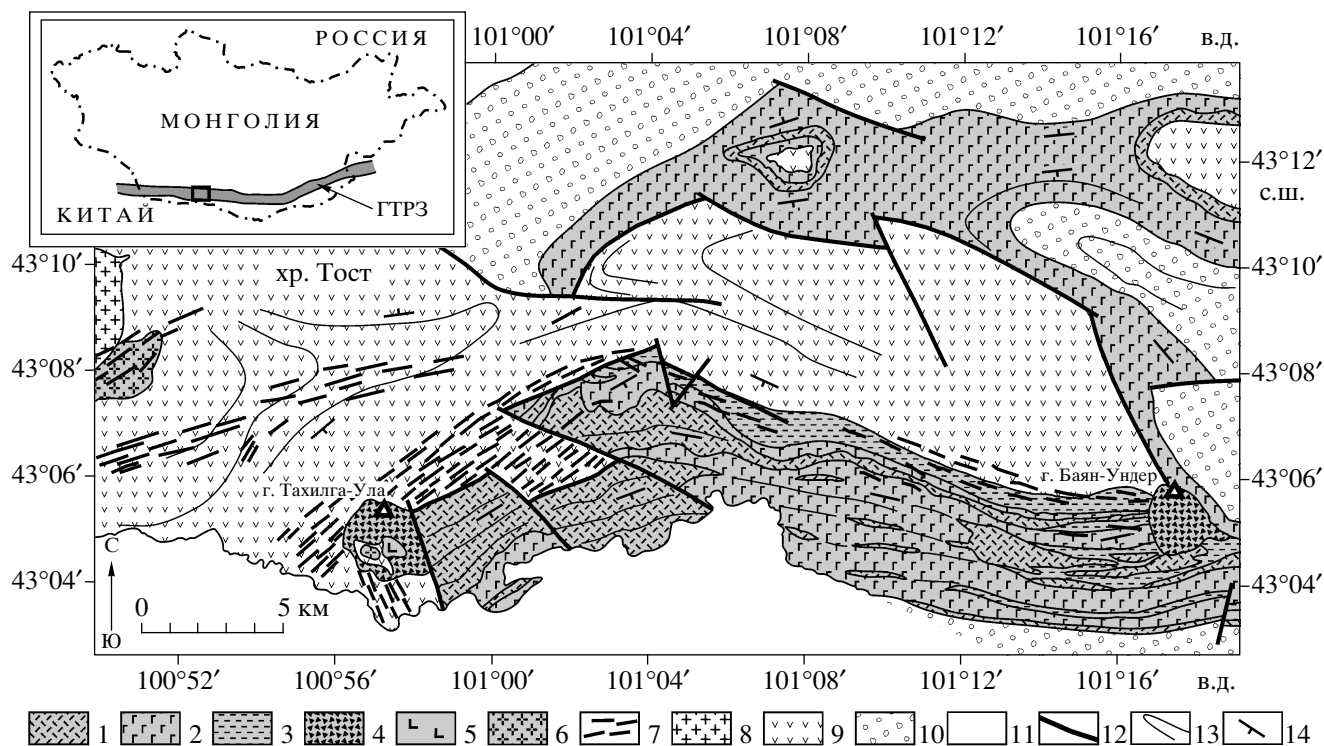 РОССИЯ
МОНГОЛИЯ
КИТАЙ
ГТРЗ
101°00′ 101°04′ 101°08′ 101°12′ 101°16′ в.д.
43°12′
с.ш.
43°10′ хр. Тост 43°10′
43°08′ 43°08′
43°06′ г. Тахилга-Ула г. Баян-Ундер 43°06′
С
43°04′ 43°04′
0 5 км
Ю
100°52′ 100°56′ 101°00′ 101°04′ 101°08′ 101°12′ 101°16′ в.д.
1 2 3 4 5 6 7 8 9 10 11 12 13 14